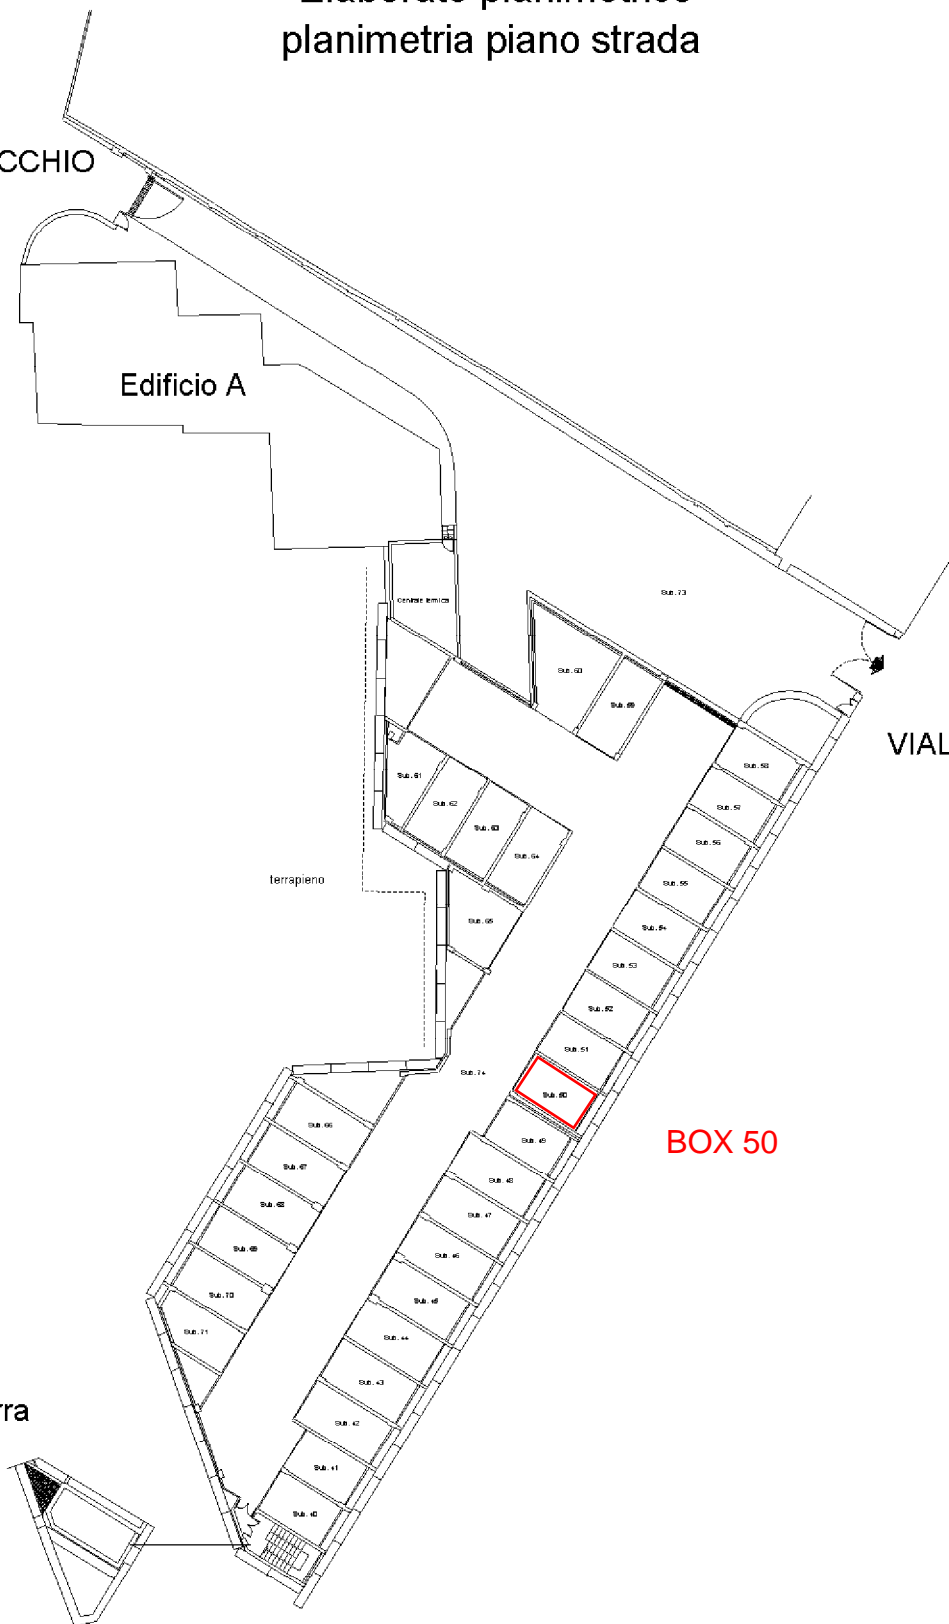 Elaborato planimetrico
planimetria piano strada
CCHIO
Edificio A
Centrale termica
Sub. 73
Sub. 60
Sub. 59
VIAL
Sub. 58
Sub. 57
Sub. 56
Sub. 55
Sub. 54
Sub. 53
Sub. 52
Sub. 51
Sub. 50
BOX 50
Sub. 61
Sub. 62
Sub. 63
Sub. 64
Sub. 65
terrapieno
Sub. 74
Sub. 49
Sub. 48
Sub. 47
Sub. 46
Sub. 45
Sub. 44
Sub. 43
Sub. 42
Sub. 41
Sub. 40
Sub. 66
Sub. 67
Sub. 68
Sub. 69
Sub. 70
Sub. 71
rra